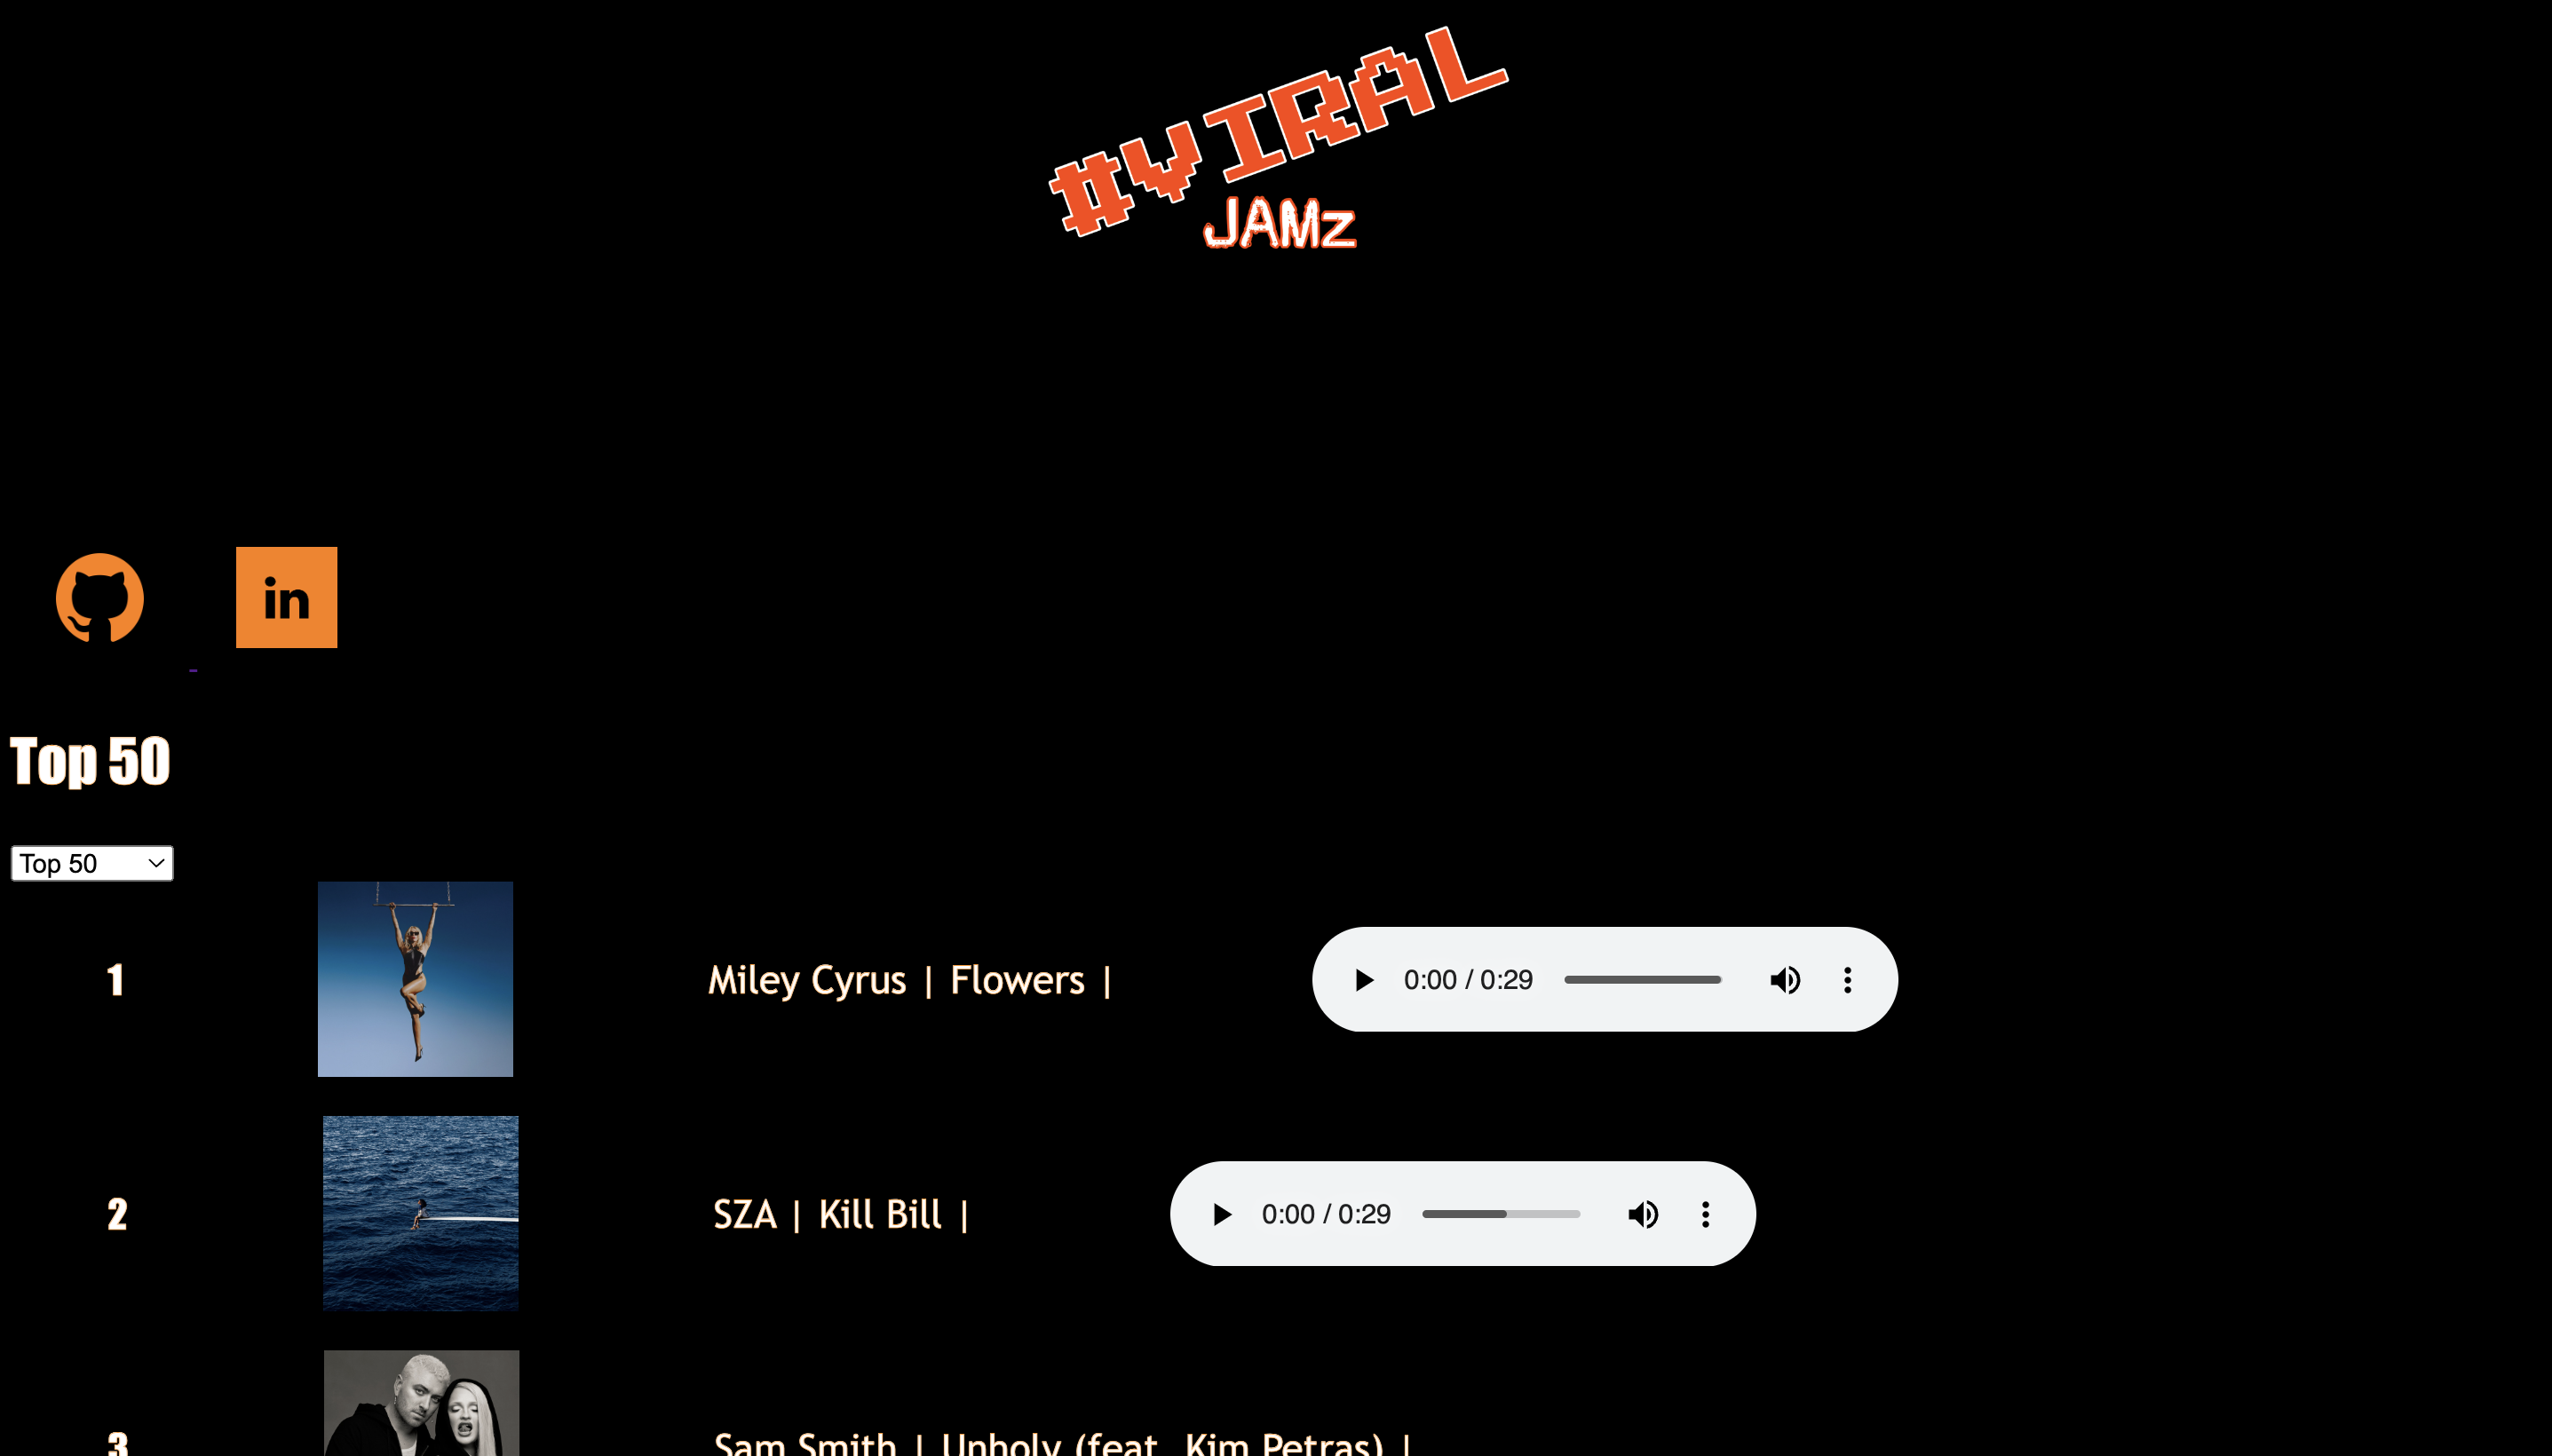 #VIRAL
JAMz
in
Top 50
Top 50
1
Miley Cyrus | Flowers |
0:00 / 0:29
2
SZA | Kill Bill |
0:00 / 0:29
3
Sam Smith | Unholy (feat. Kim Petras) |